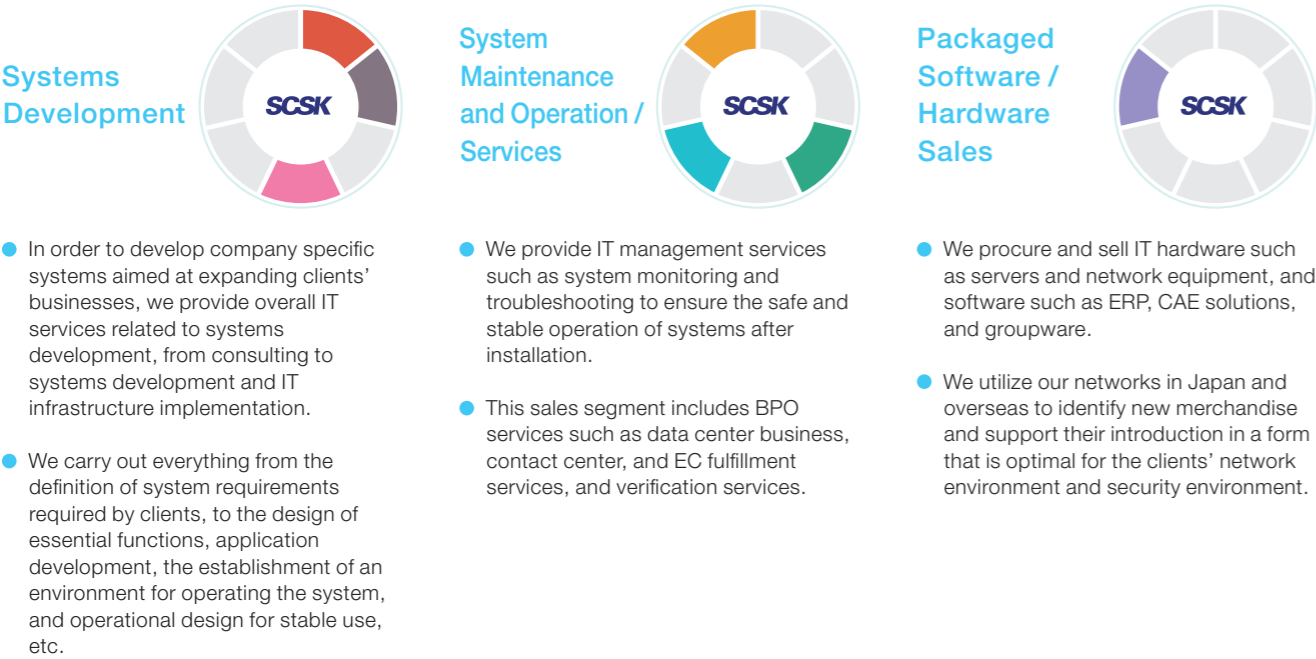 Systems
Development
SCSK
In order to develop company specific
systems aimed at expanding clients’
businesses, we provide overall IT
services related to systems
development, from consulting to
systems development and IT
infrastructure implementation.
We carry out everything from the
definition of system requirements
required by clients, to the design of
essential functions, application
development, the establishment of an
environment for operating the system,
and operational design for stable use,
etc.
System
Maintenance
and Operation /
Services
SCSK
We provide IT management services
such as system monitoring and
troubleshooting to ensure the safe and
stable operation of systems after
installation.
This sales segment includes BPO
services such as data center business,
contact center, and EC fulfillment
services, and verification services.
Packaged
Software /
Hardware
Sales
SCSK
We procure and sell IT hardware such
as servers and network equipment, and
software such as ERP, CAE solutions,
and groupware.
We utilize our networks in Japan and
overseas to identify new merchandise
and support their introduction in a form
that is optimal for the clients’ network
environment and security environment.